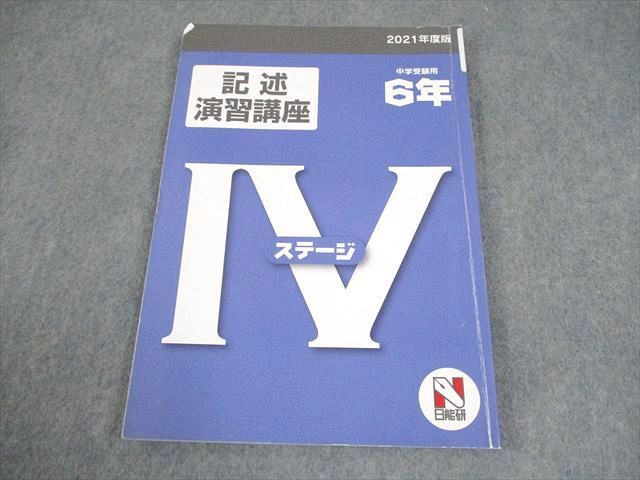 2021年度版
中学受験用
6年
記述
演習講座
IV
ステージ
N
日能研